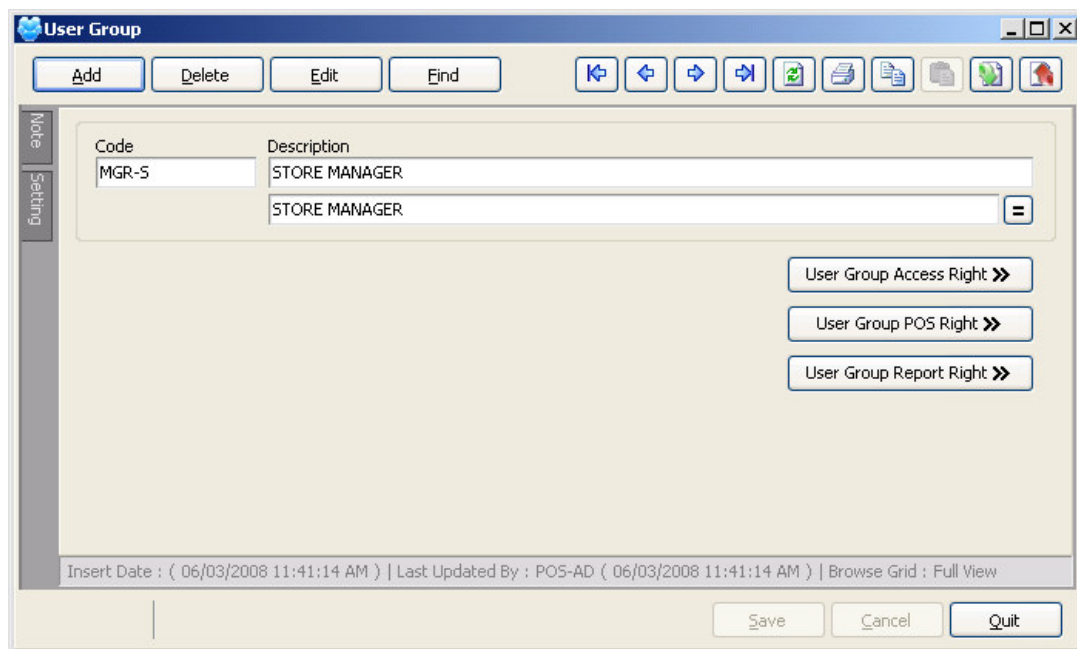 User Group
Add Delete Edit Find
Note
Setting
Code Description
MGR-S STORE MANAGER
STORE MANAGER =
User Group Access Right >>
User Group POS Right >>
User Group Report Right >>
Insert Date : ( 06/03/2008 11:41:14 AM ) | Last Updated By : POS-AD ( 06/03/2008 11:41:14 AM ) | Browse Grid : Full View
Save Cancel Quit